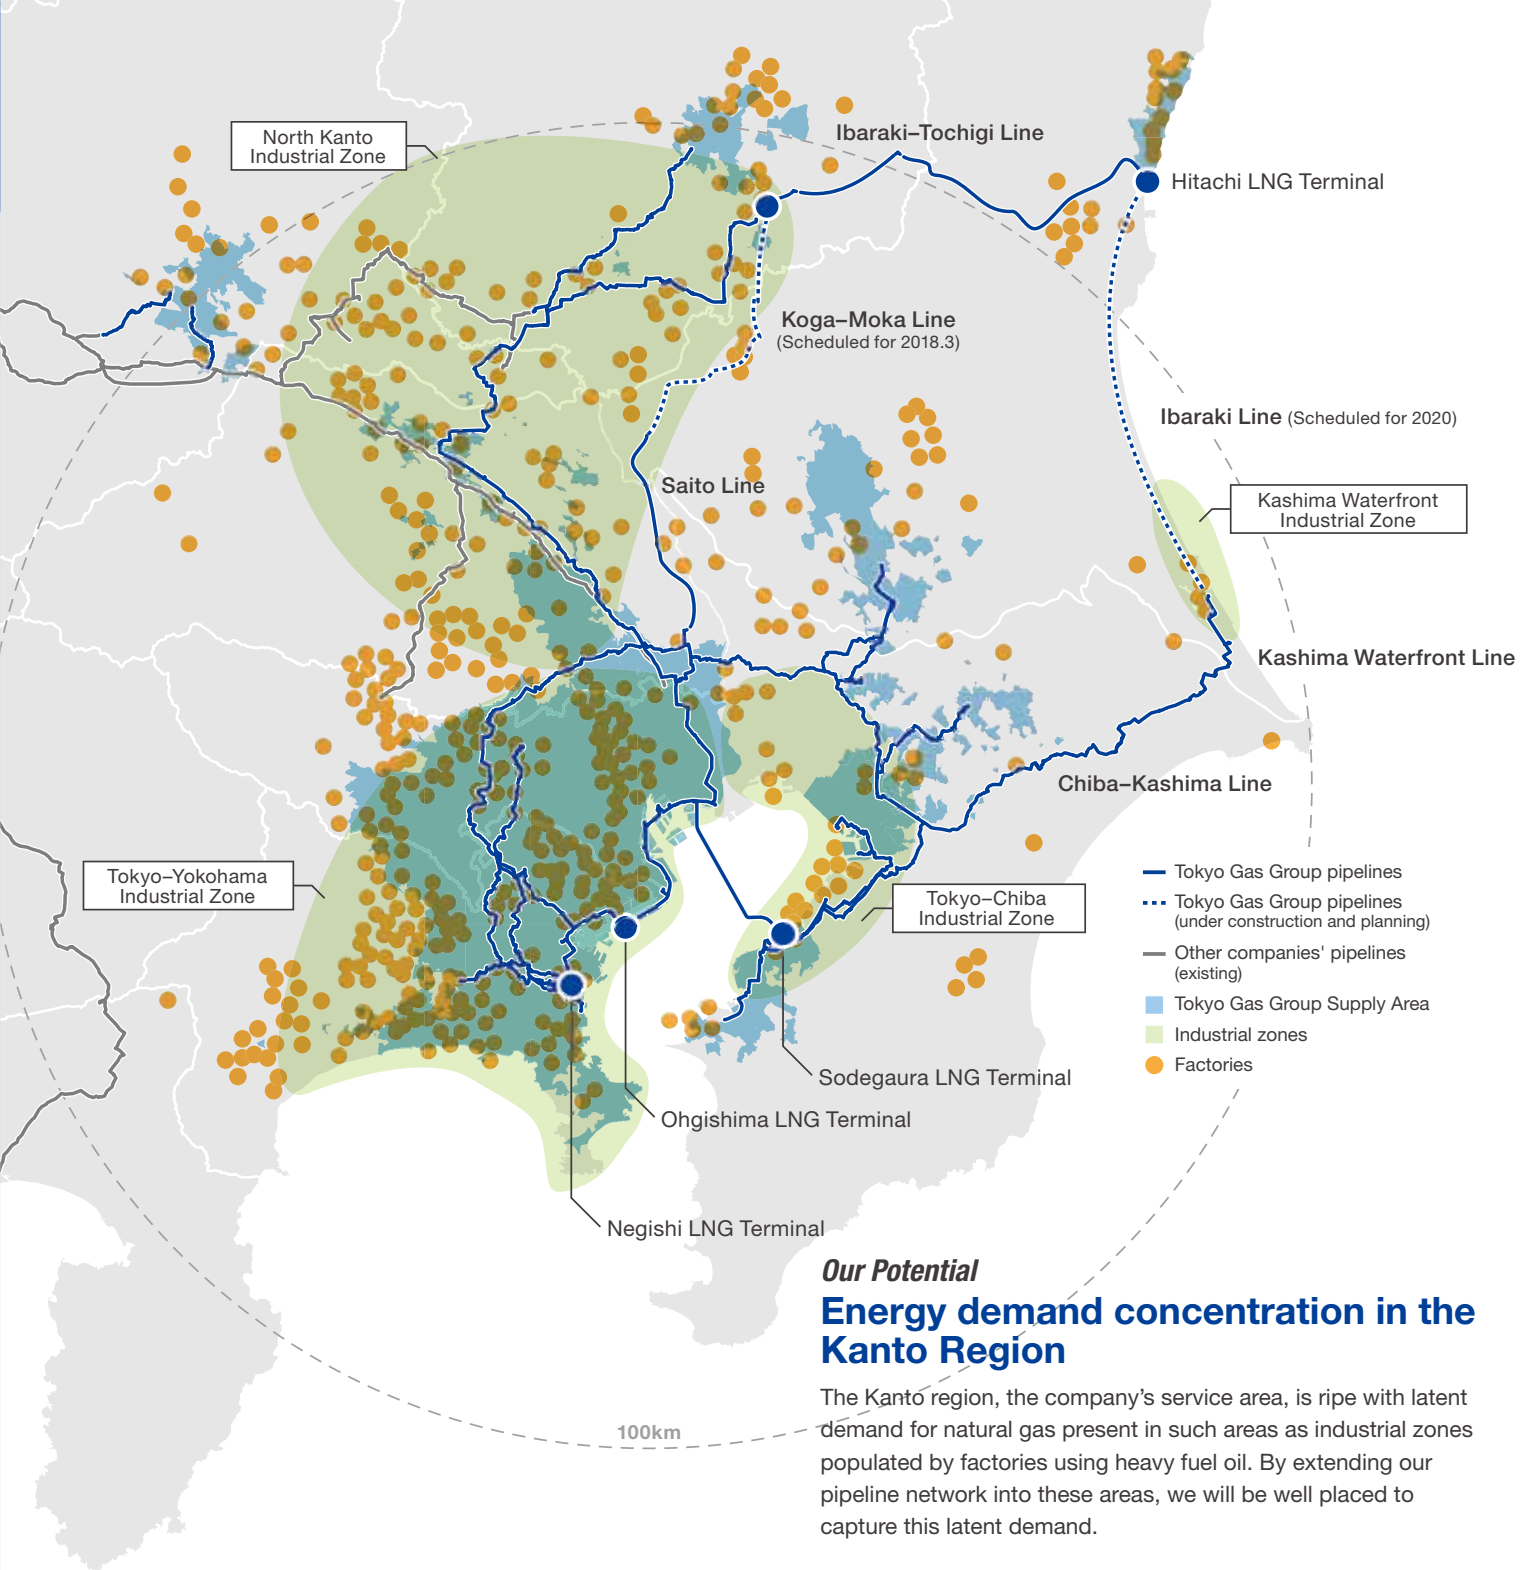 North Kanto
Industrial Zone
Ibaraki–Tochigi Line
Hitachi LNG Terminal
Koga–Moka Line
(Scheduled for 2018.3)
Ibaraki Line (Scheduled for 2020)
Saito Line
Kashima Waterfront
Industrial Zone
Kashima Waterfront Line
Chiba–Kashima Line
Tokyo–Yokohama
Industrial Zone
Tokyo–Chiba
Industrial Zone
Tokyo Gas Group pipelines
Tokyo Gas Group pipelines
(under construction and planning)
Other companies' pipelines
(existing)
Tokyo Gas Group Supply Area
Industrial zones
Factories
Sodegaura LNG Terminal
Ohgishima LNG Terminal
Negishi LNG Terminal
100km
Our Potential
Energy demand concentration in the
Kanto Region
The Kanto region, the company’s service area, is ripe with latent
demand for natural gas present in such areas as industrial zones
populated by factories using heavy fuel oil. By extending our
pipeline network into these areas, we will be well placed to
capture this latent demand.